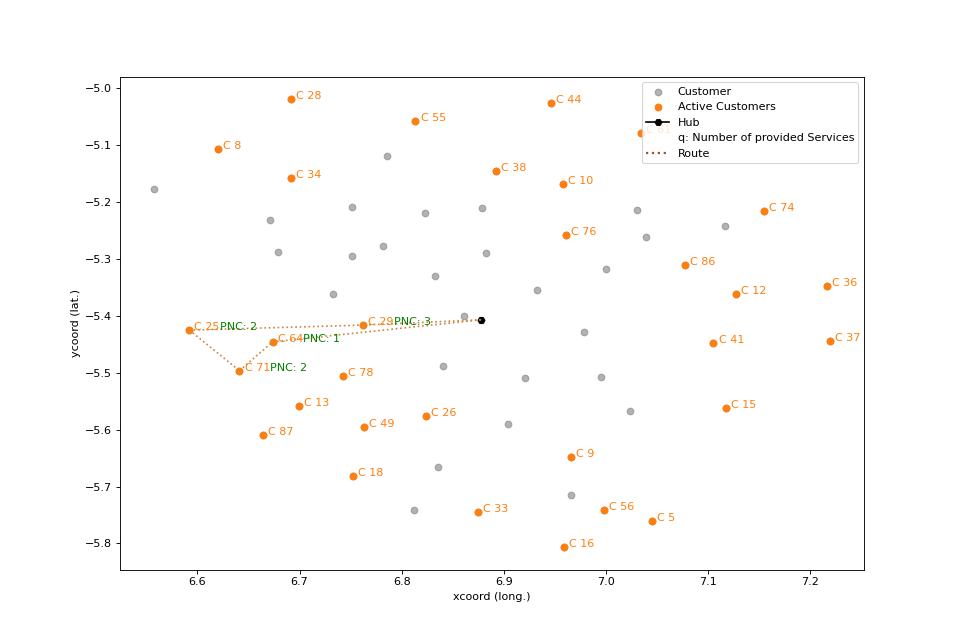 C 28
C 44
C 55
C 8
C 38
C 34
C 10
C 74
C 76
C 86
C 36
C 12
C 25 PNC: 2
C 29 PNC: 3
C 64 PNC: 1
C 41
C 37
C 71 PNC: 2
C 78
C 13
C 15
C 26
C 49
C 87
C 9
C 18
C 33
C 56
C 5
C 16
Customer
Active Customers
Hub
q: Number of provided Services
Route
−5.0
−5.1
−5.2
−5.3
−5.4
−5.5
−5.6
−5.7
−5.8
ycoord (lat.)
6.6 6.7 6.8 6.9 7.0 7.1 7.2
xcoord (long.)